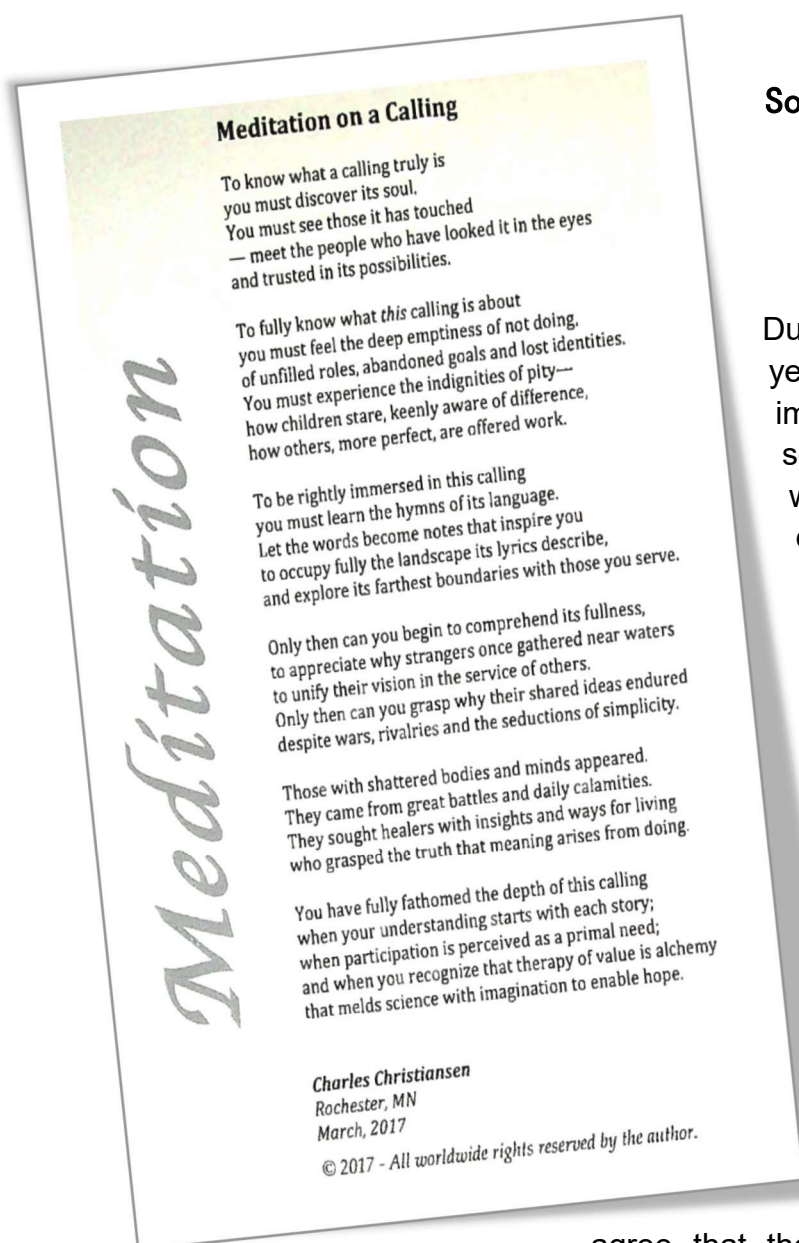 Meditation on a Calling
To know what a calling truly is
you must discover its soul.
You must see those it has touched
— meet the people who have looked it in the eyes
and trusted in its possibilities.
To fully know what this calling is about
you must feel the deep emptiness of not doing,
of unfilled roles, abandoned goals and lost identities.
You must experience the indignities of pity—
how children stare, keenly aware of difference,
how others, more perfect, are offered work.
To be rightly immersed in this calling
you must learn the hymns of its language.
Let the words become notes that inspire you
to occupy fully the landscape its lyrics describe,
and explore its farthest boundaries with those you serve.
Only then can you begin to comprehend its fullness,
to appreciate why strangers once gathered near waters
to unify their vision in the service of others.
Only then can you grasp why their shared ideas endured
despite wars, rivalries and the seductions of simplicity.
Those with shattered bodies and minds appeared.
They came from great battles and daily calamities.
They sought healers with insights and ways for living
who grasped the truth that meaning arises from doing.
You have fully fathomed the depth of this calling
when your understanding starts with each story;
when participation is perceived as a primal need;
and when you recognize that therapy of value is alchemy
that melds science with imagination to enable hope.
Charles Christiansen
Rochester, MN
March, 2017
© 2017 - All worldwide rights reserved by the author.
Meditation
So
Du
ye
im
agree that the